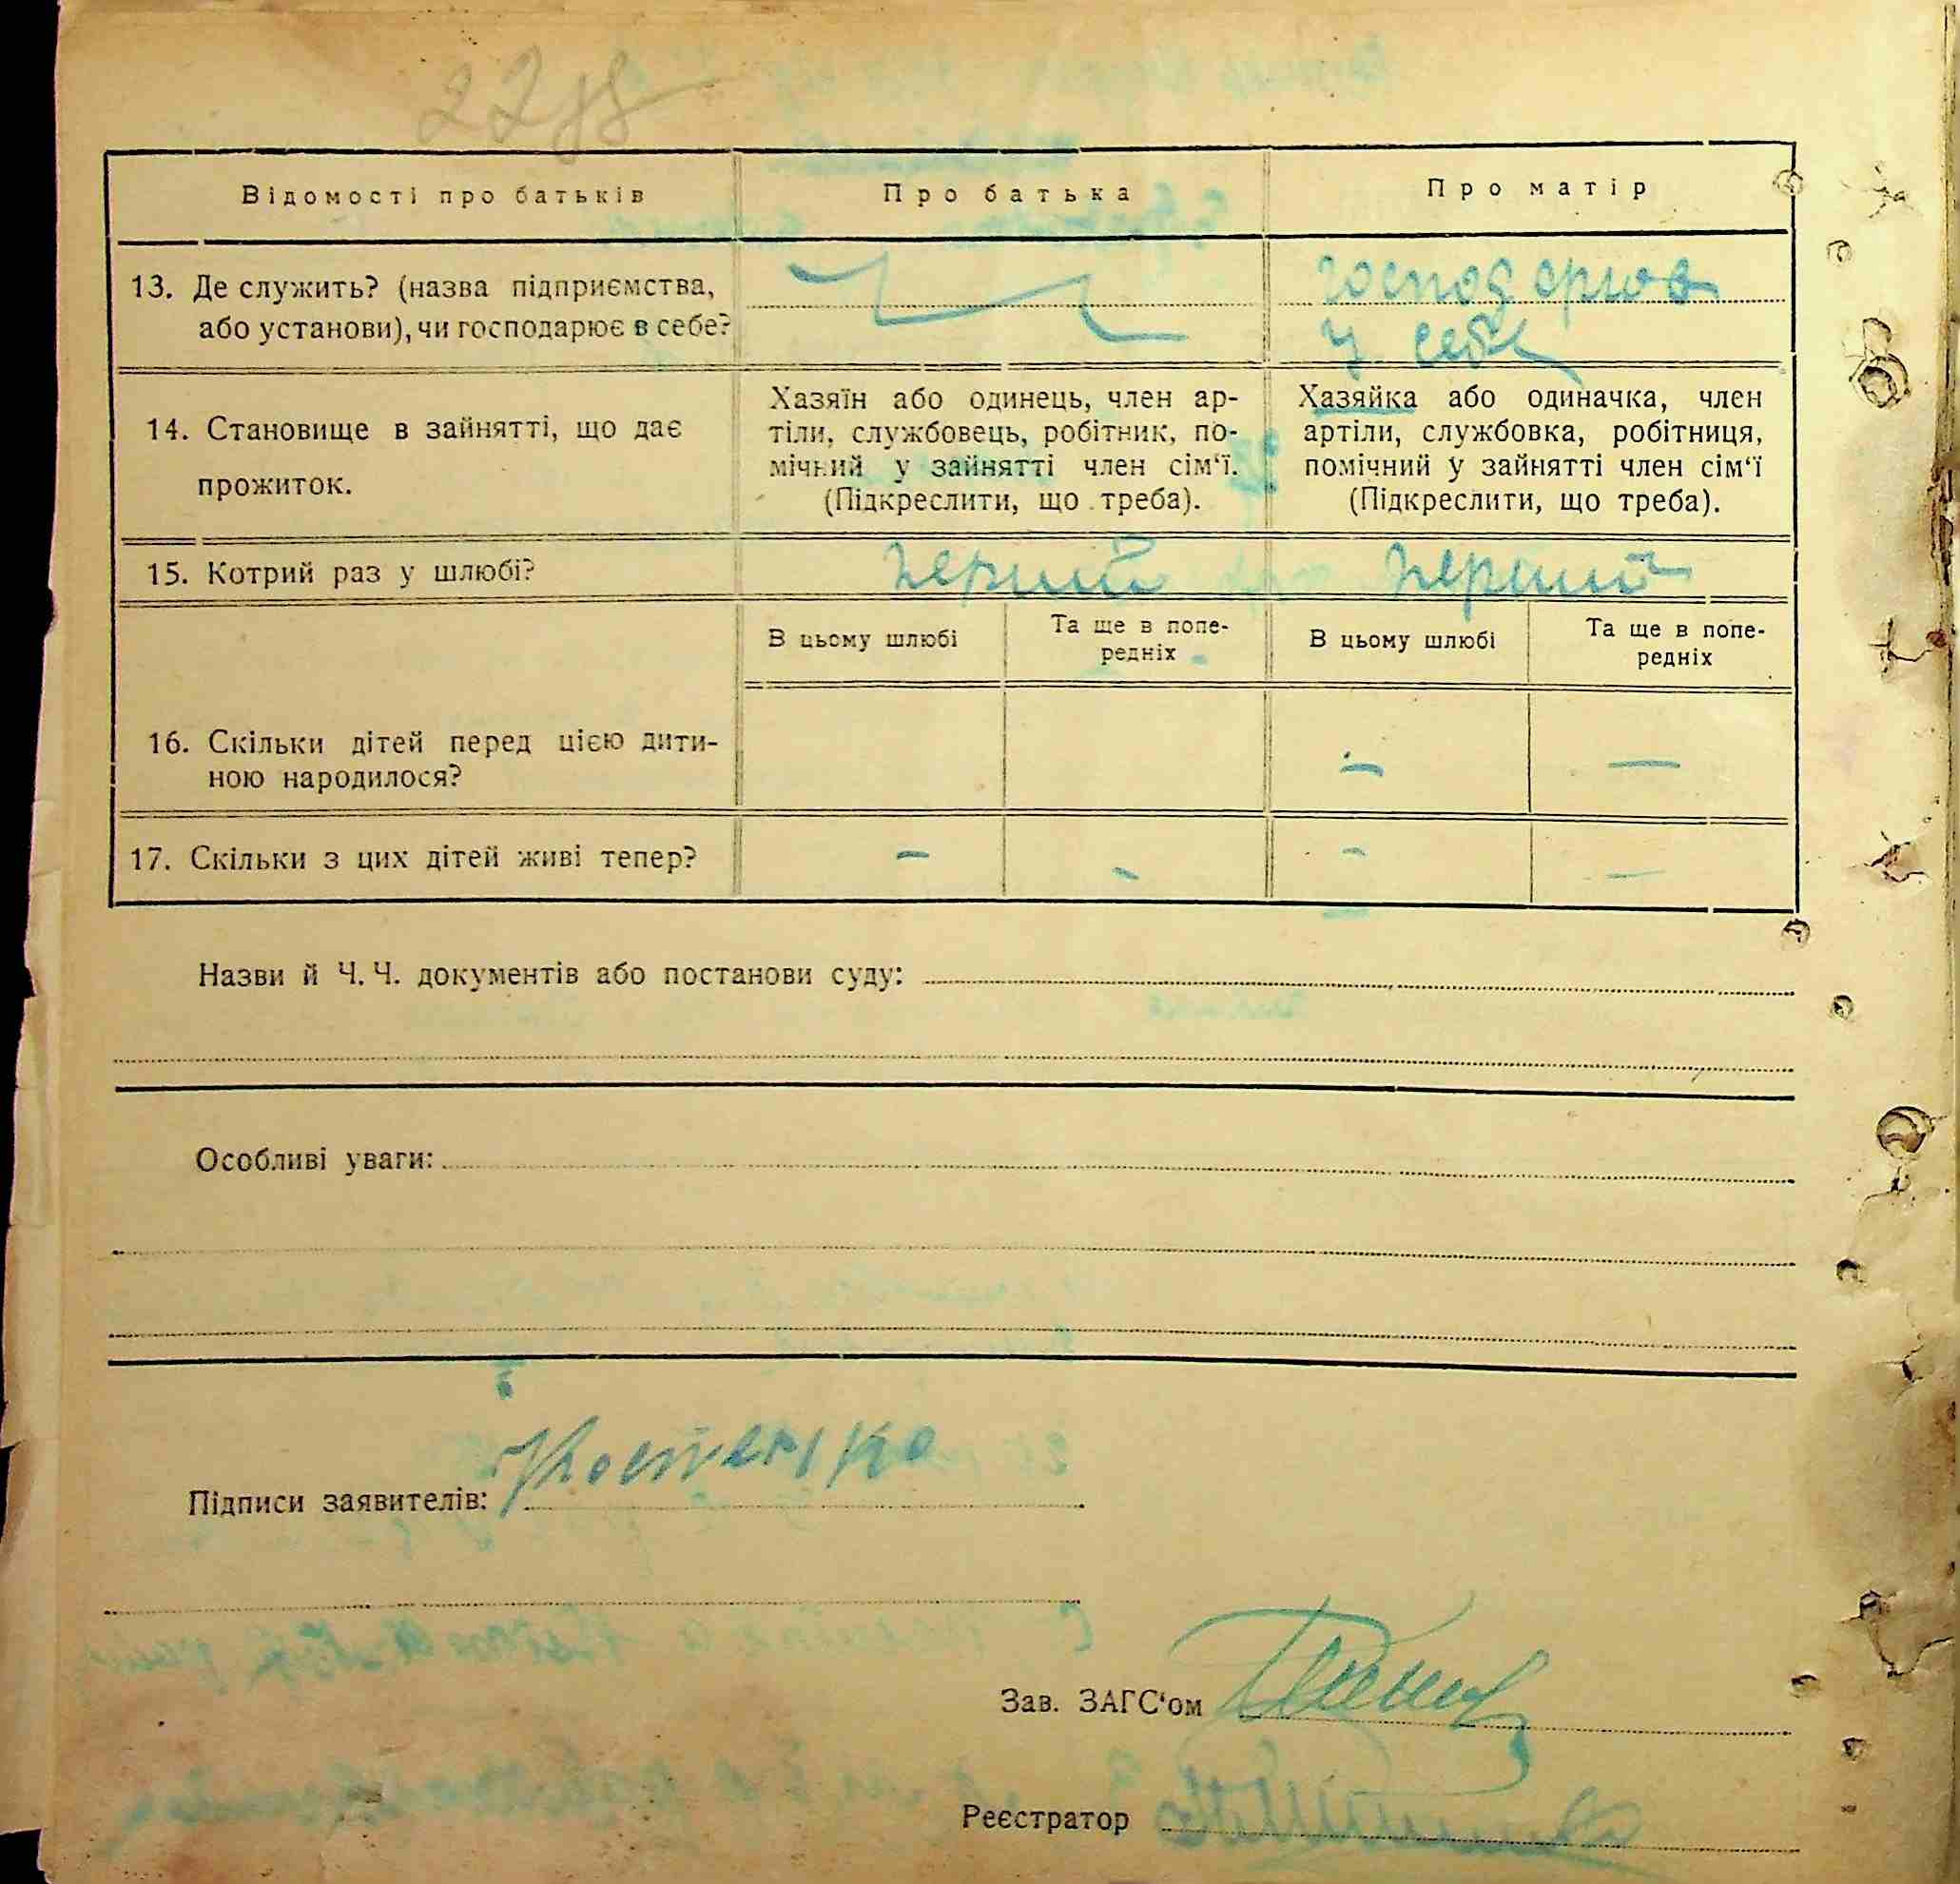 22
Відомості про батьків
Про батька
Про матір
13. Де служить? (назва підприємства,
або установи), чи господарює в себе?
господарює
у себе
14. Становище в зайнятті, що дає
прожиток.
Хазяїн або одинець, член ар-
тіли, службовець, робітник, по-
мічний у зайнятті член сім‘ї.
(Підкреслити, що треба).
Хазяйка або одиначка, член
артіли, службовка, робітниця,
помічний у зайнятті член сім‘ї
(Підкреслити, що треба).
15. Котрий раз у шлюбі?
перший
перший
В цьому шлюбі
Та ще в попе-
редніх
В цьому шлюбі
Та ще в попе-
редніх
16. Скільки дітей перед цією дити-
ною народилося?
—
—
17. Скільки з цих дітей живі тепер?
—
—
—
—
Назви й Ч. Ч. документів або постанови суду:
Особливі уваги:
Підписи заявителів:
Зав. ЗАГС‘ом
Реєстратор